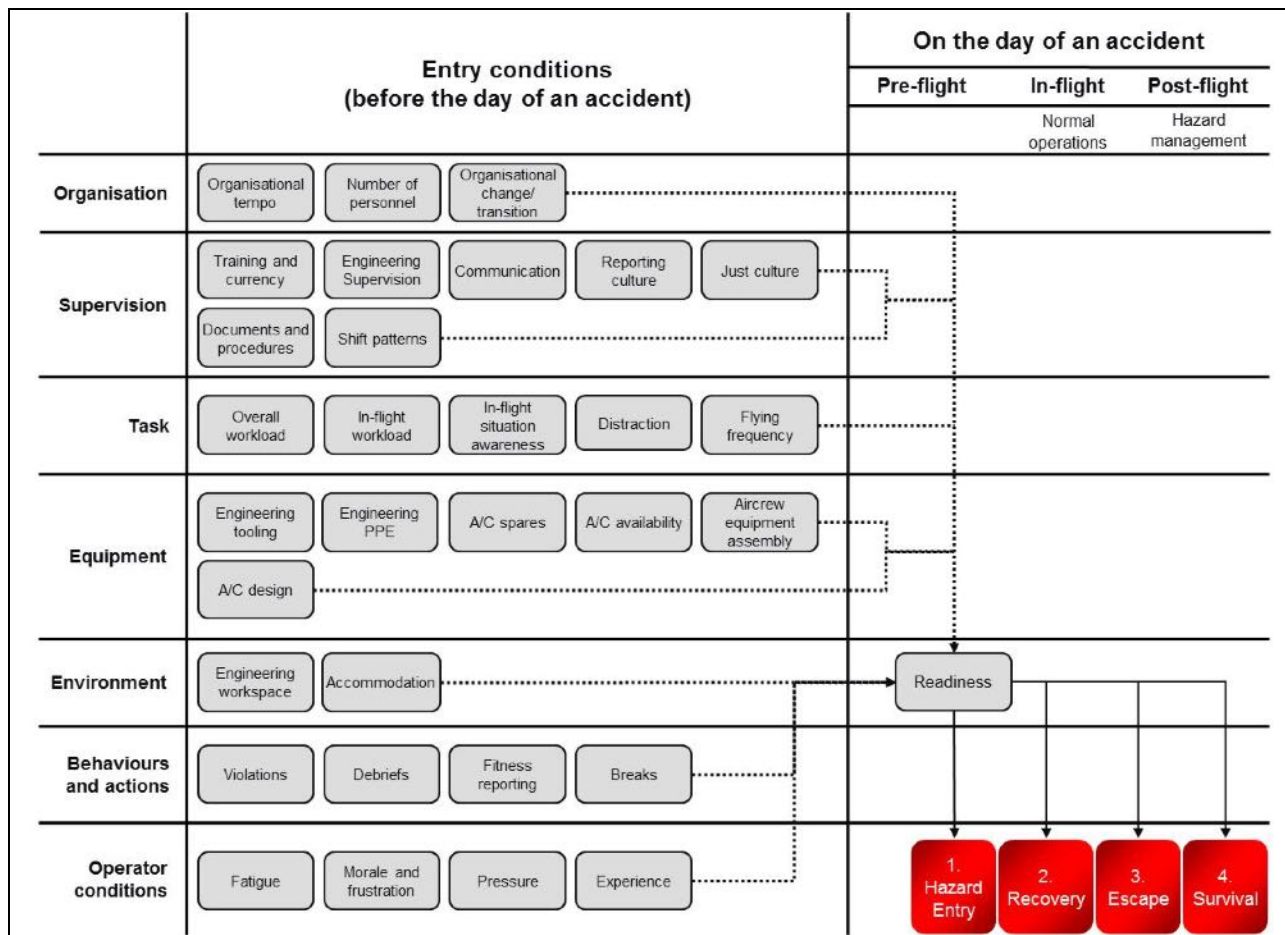 Entry conditions
(before the day of an accident)
On the day of an accident
Pre-flight
In-flight
Post-flight
Normal
operations
Hazard
management
Organisation
Organisational
tempo
Number of
personnel
Organisational
change/
transition
Supervision
Training and
currency
Engineering
Supervision
Communication
Reporting
culture
Just culture
Documents and
procedures
Shift patterns
Task
Overall
workload
In-flight
workload
In-flight
situation
awareness
Distraction
Flying
frequency
Equipment
Engineering
tooling
Engineering
PPE
A/C spares
A/C availability
Aircrew
equipment
assembly
A/C design
Environment
Engineering
workspace
Accommodation
Readiness
Behaviours
and actions
Violations
Debriefs
Fitness
reporting
Breaks
Operator
conditions
Fatigue
Morale and
frustration
Pressure
Experience
1.
Hazard
Entry
2.
Recovery
3.
Escape
4.
Survival